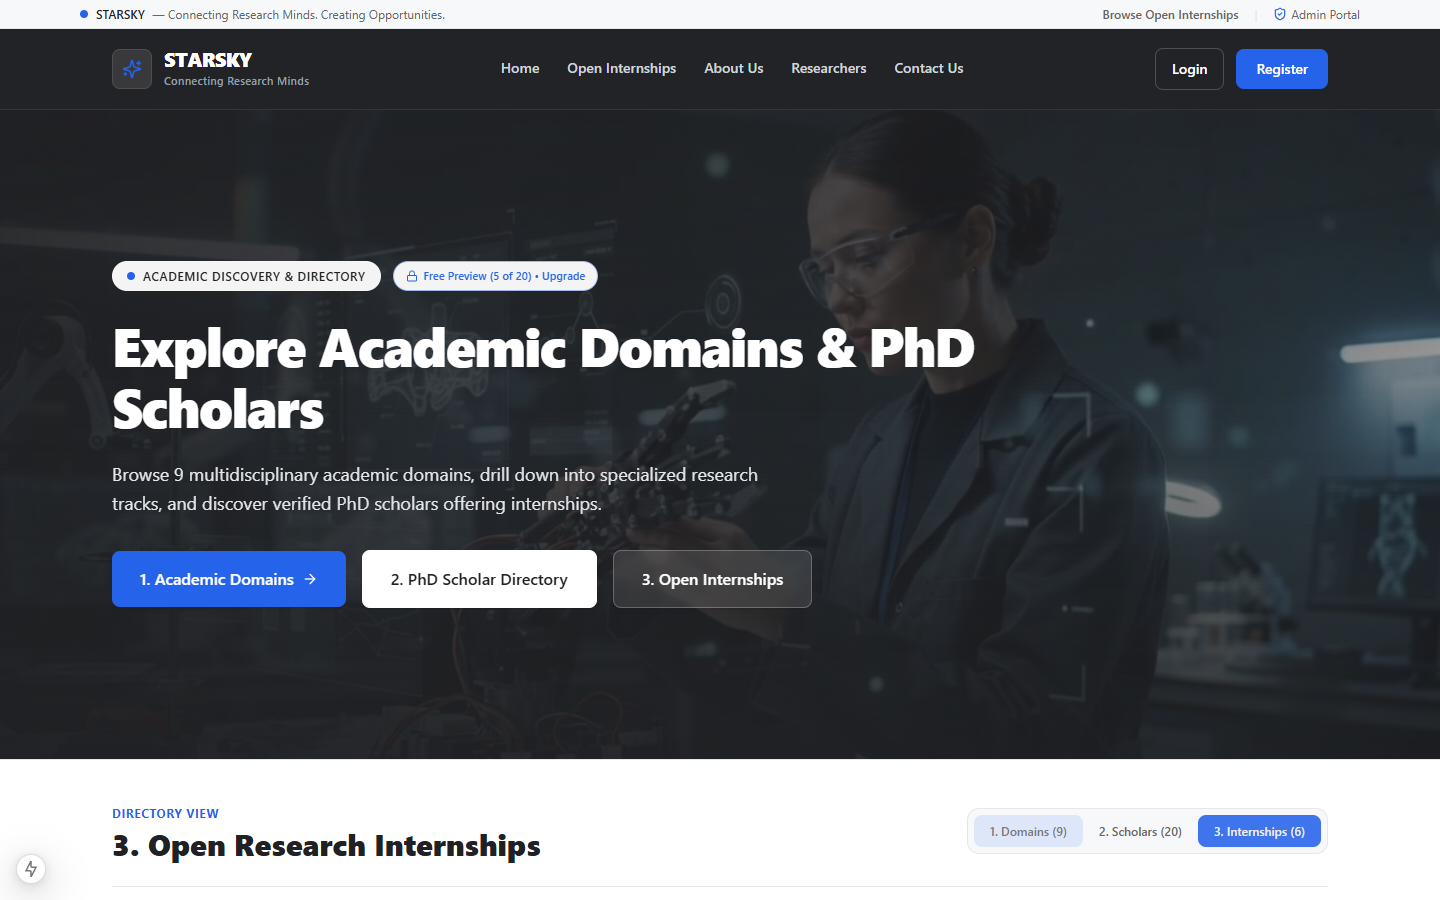 STARSKY — Connecting Research Minds. Creating Opportunities.
Browse Open Internships
Admin Portal
STARSKY
Connecting Research Minds
Home
Open Internships
About Us
Researchers
Contact Us
Login
Register
ACADEMIC DISCOVERY & DIRECTORY
Free Preview (5 of 20) • Upgrade
Explore Academic Domains & PhD
Scholars
Browse 9 multidisciplinary academic domains, drill down into specialized research
tracks, and discover verified PhD scholars offering internships.
1. Academic Domains →
2. PhD Scholar Directory
3. Open Internships
DIRECTORY VIEW
3. Open Research Internships
1. Domains (9)
2. Scholars (20)
3. Internships (6)